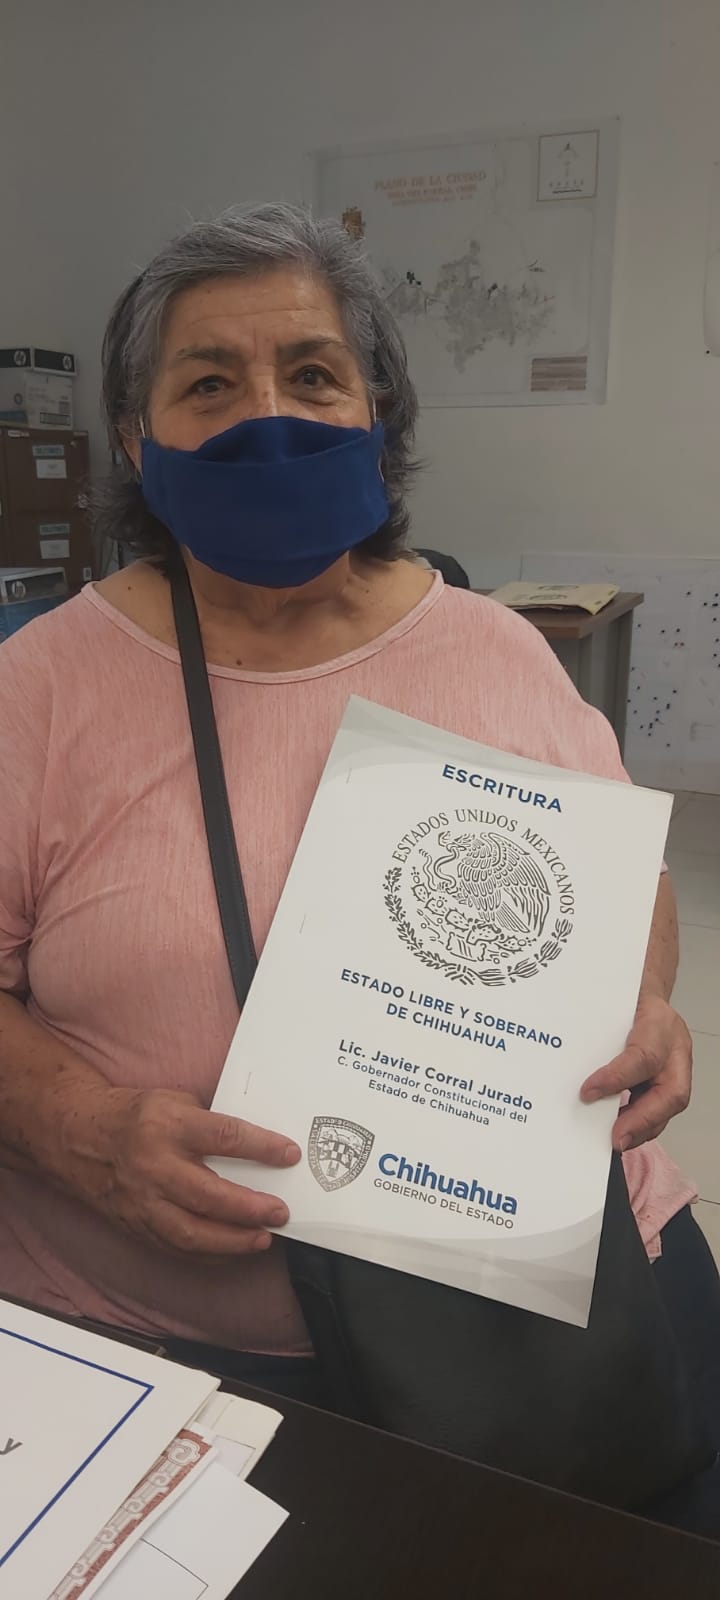 PLANO DE LA CIUDAD
hp
ESCRITURA
ESTADOS UNIDOS MEXICANOS
ESTADO LIBRE Y SOBERANO
DE CHIHUAHUA
Lic. Javier Corral Jurado
C. Gobernador Constitucional del
Estado de Chihuahua
Chihuahua
GOBIERNO DEL ESTADO
y